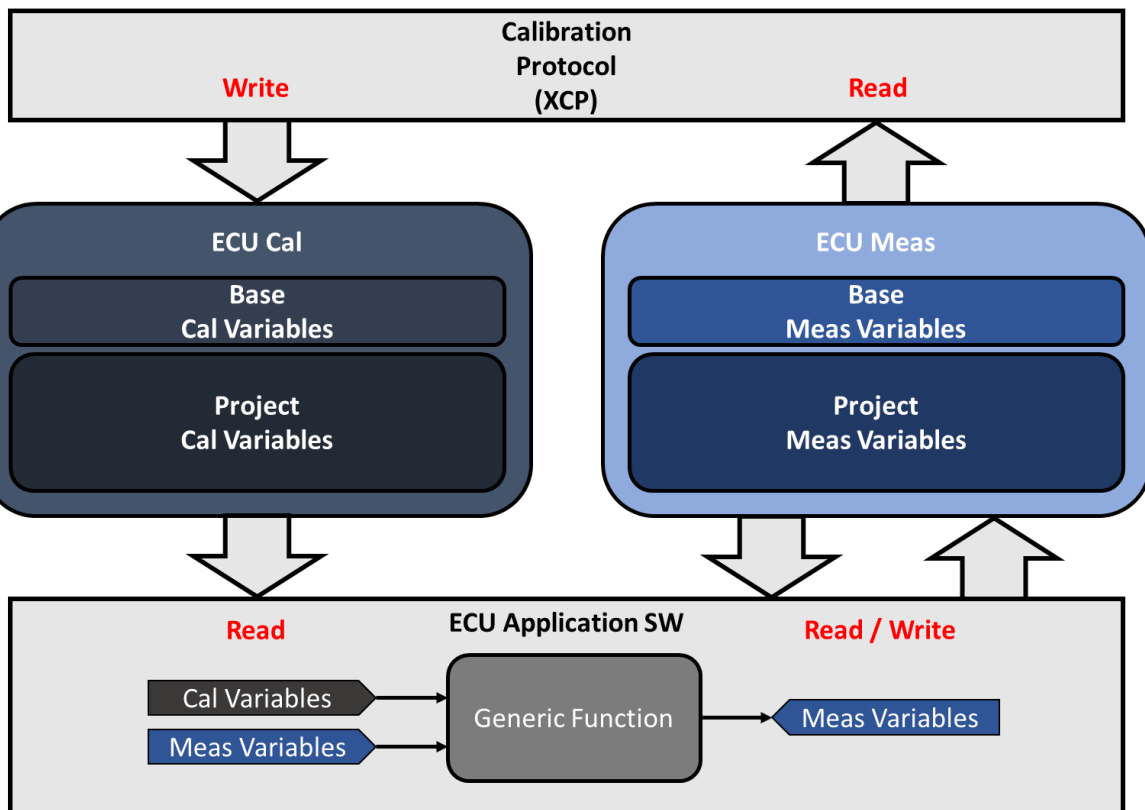 Calibration
Protocol
(XCP)
Write
Read
ECU Cal
Base
Cal Variables
Project
Cal Variables
ECU Meas
Base
Meas Variables
Project
Meas Variables
Read
ECU Application SW
Read / Write
Cal Variables
Meas Variables
Generic Function
Meas Variables